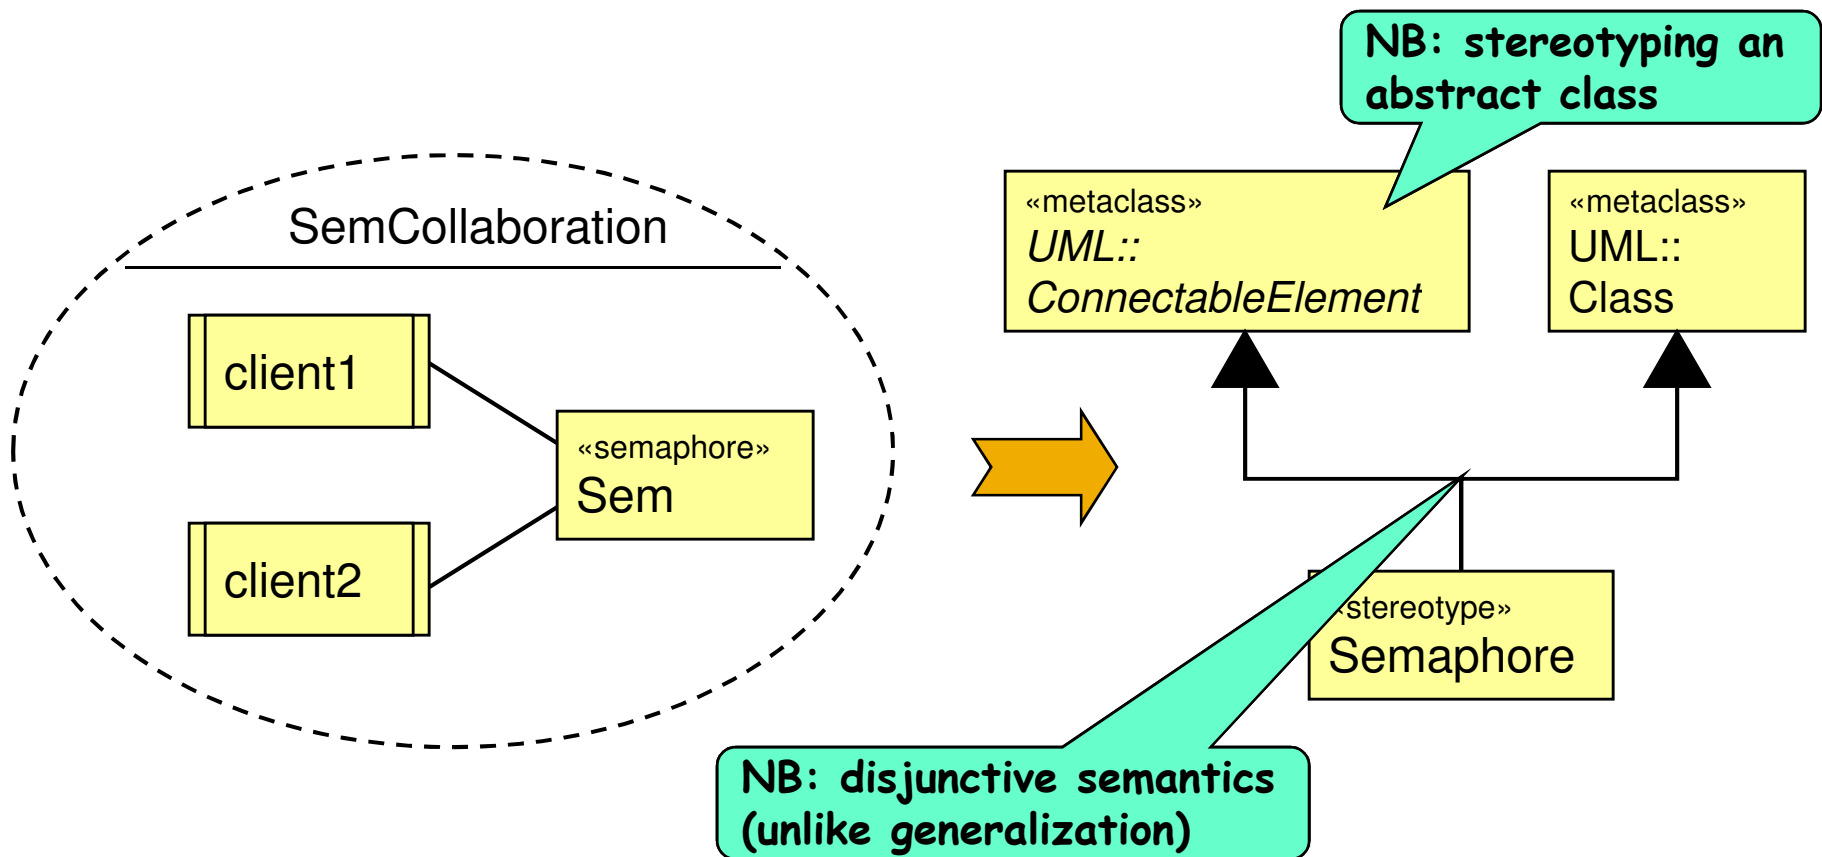 NB: stereotyping an
abstract class
SemCollaboration
client1
client2
«semaphore»
Sem
«metaclass»
UML::
ConnectableElement
«metaclass»
UML::
Class
«stereotype»
Semaphore
NB: disjunctive semantics
(unlike generalization)